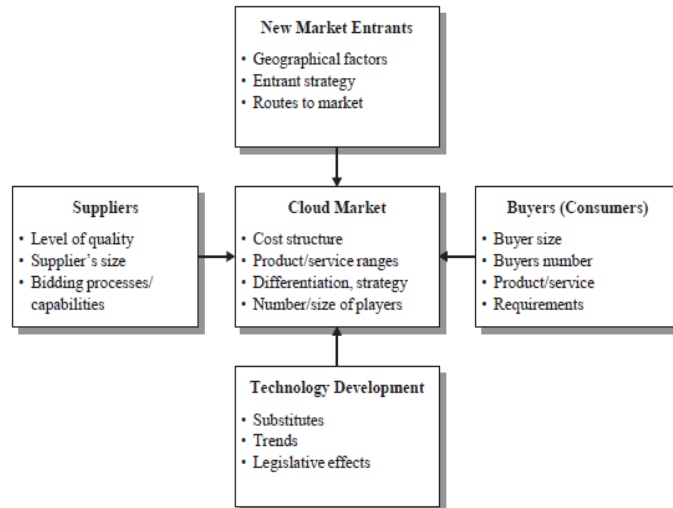 New Market Entrants
• Geographical factors
• Entrant strategy
• Routes to market
Suppliers
• Level of quality
• Supplier's size
• Bidding processes/
capabilities
Cloud Market
• Cost structure
• Product/service ranges
• Differentiation, strategy
• Number/size of players
Buyers (Consumers)
• Buyer size
• Buyers number
• Product/service
• Requirements
Technology Development
• Substitutes
• Trends
• Legislative effects